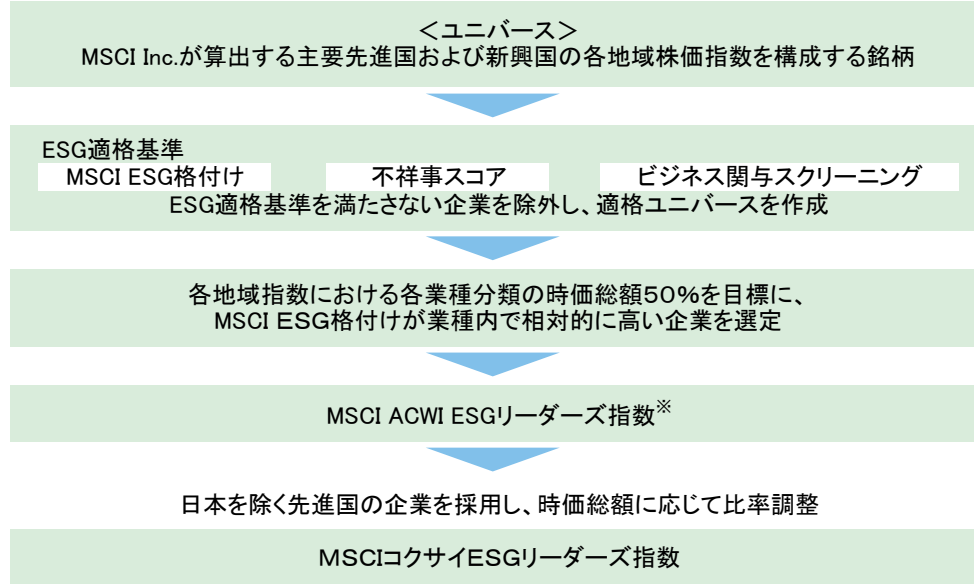 ＜ユニバース＞
MSCI Inc.が算出する主要先進国および新興国の各地域株価指数を構成する銘柄
ESG適格基準
MSCI ESG格付け 不祥事スコア ビジネス関与スクリーニング
ESG適格基準を満たさない企業を除外し、適格ユニバースを作成
各地域指数における各業種分類の時価総額50％を目標に、
MSCI ESG格付けが業種内で相対的に高い企業を選定
MSCI ACWI ESGリーダーズ指数※
日本を除く先進国の企業を採用し、時価総額に応じて比率調整
MSCIコクサイESGリーダーズ指数